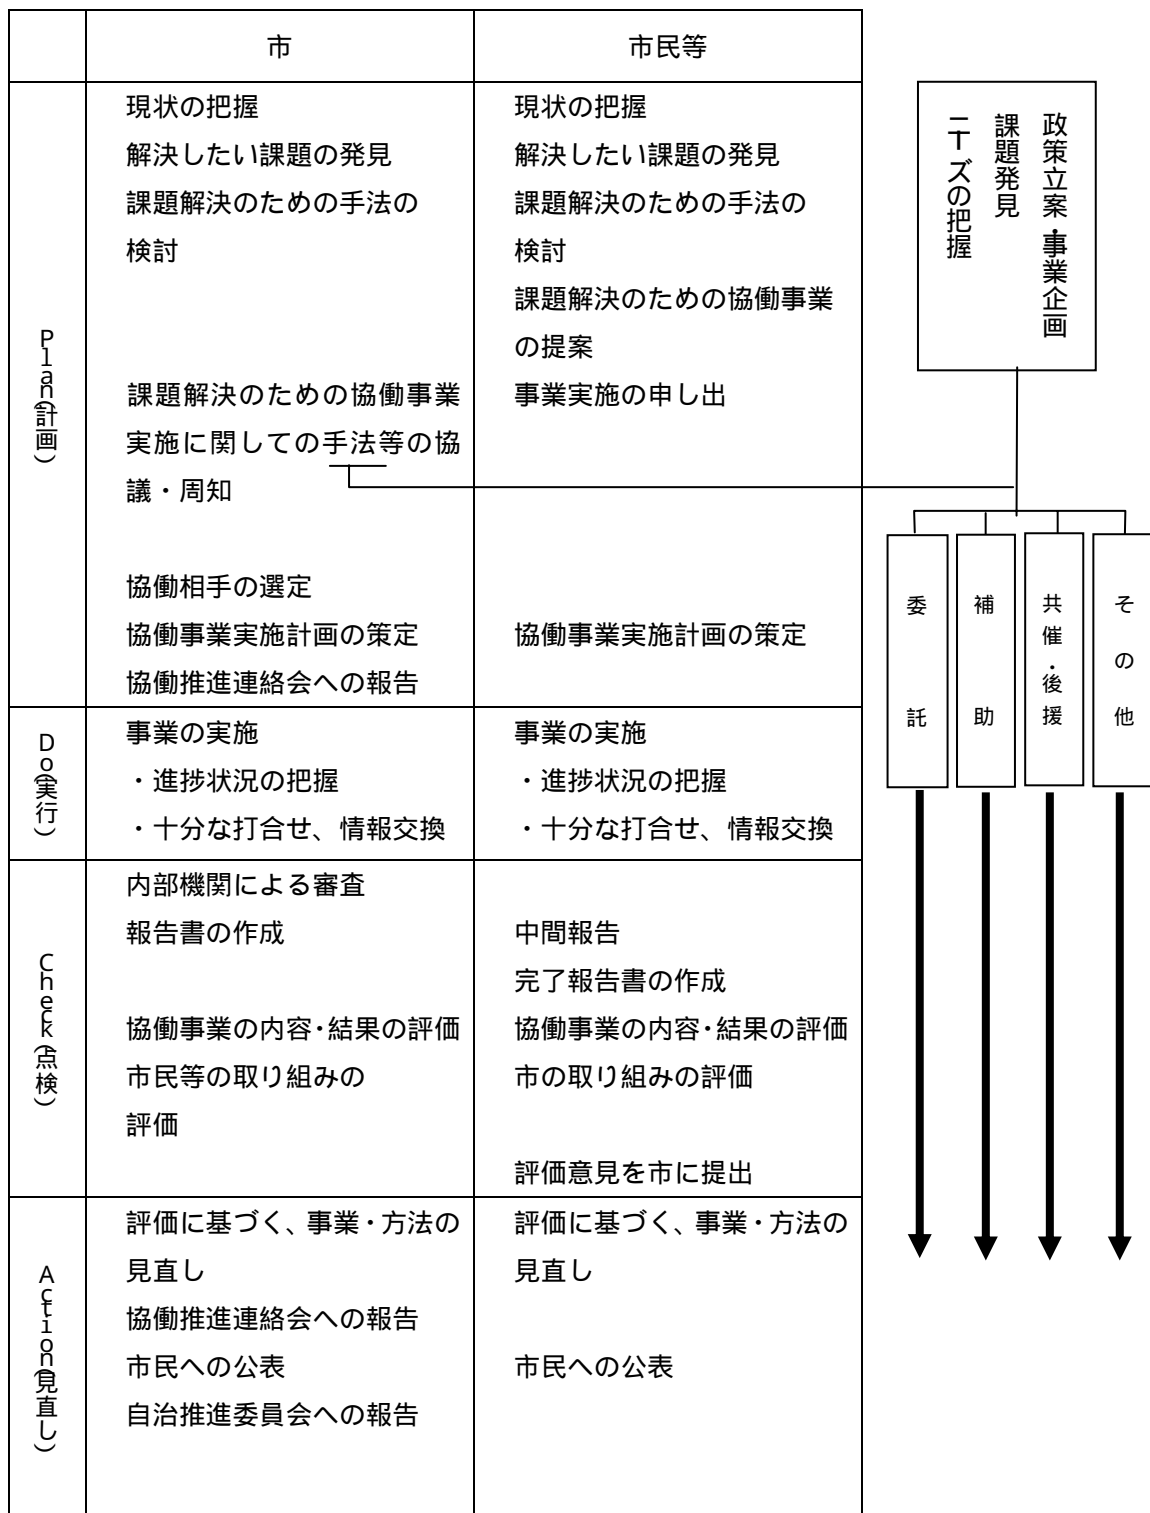 市
市民等
Plan(計画)
現状の把握
解決したい課題の発見
課題解決のための手法の
検討
課題解決のための協働事業
実施に関しての手法等の協
議・周知
協働相手の選定
協働事業実施計画の策定
協働推進連絡会への報告
現状の把握
解決したい課題の発見
課題解決のための手法の
検討
課題解決のための協働事業
の提案
事業実施の申し出
協働事業実施計画の策定
Do(実行)
事業の実施
・進捗状況の把握
・十分な打合せ、情報交換
事業の実施
・進捗状況の把握
・十分な打合せ、情報交換
Check(点検)
内部機関による審査
報告書の作成
協働事業の内容・結果の評価
市民等の取り組みの
評価
中間報告
完了報告書の作成
協働事業の内容・結果の評価
市の取り組みの評価
評価意見を市に提出
Action(見直し)
評価に基づく、事業・方法の
見直し
協働推進連絡会への報告
市民への公表
自治推進委員会への報告
評価に基づく、事業・方法の
見直し
市民への公表
政策立案・事業企画
課題発見
ニーズの把握
委託
補助
共催・後援
その他